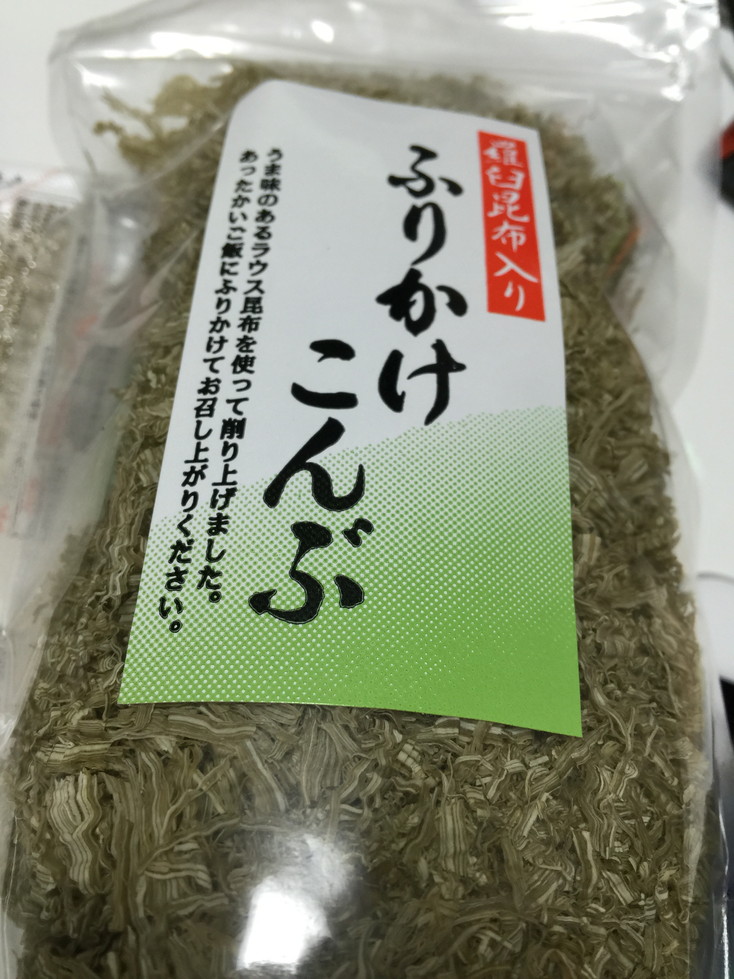 羅臼昆布入り
ふりかけ
こんぶ
うま味のあるラウス昆布を使って削り上げました。
あったかいご飯にふりかけてお召し上がりください。